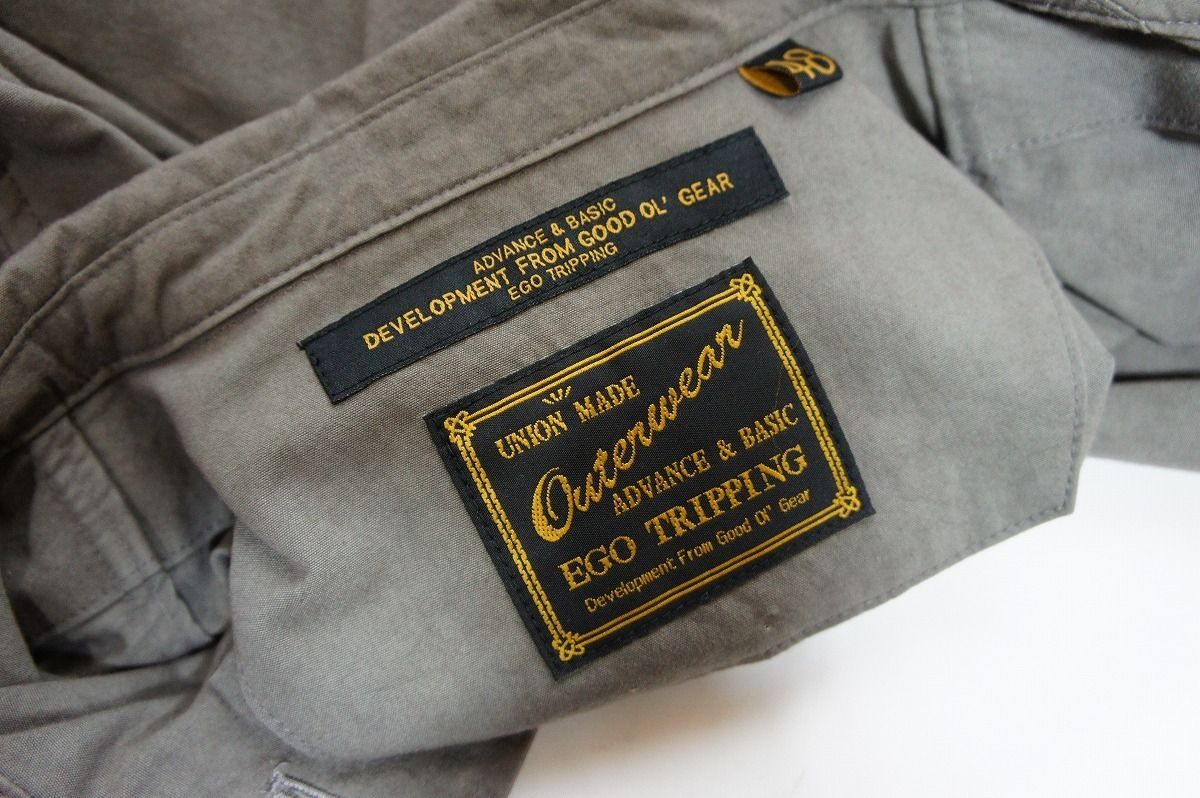 48
ADVANCE & BASIC
DEVELOPMENT FROM GOOD OL' GEAR
EGO TRIPPING
UNION MADE
Outerwear
ADVANCE & BASIC
EGO TRIPPING
Development From Good Ol' Gear